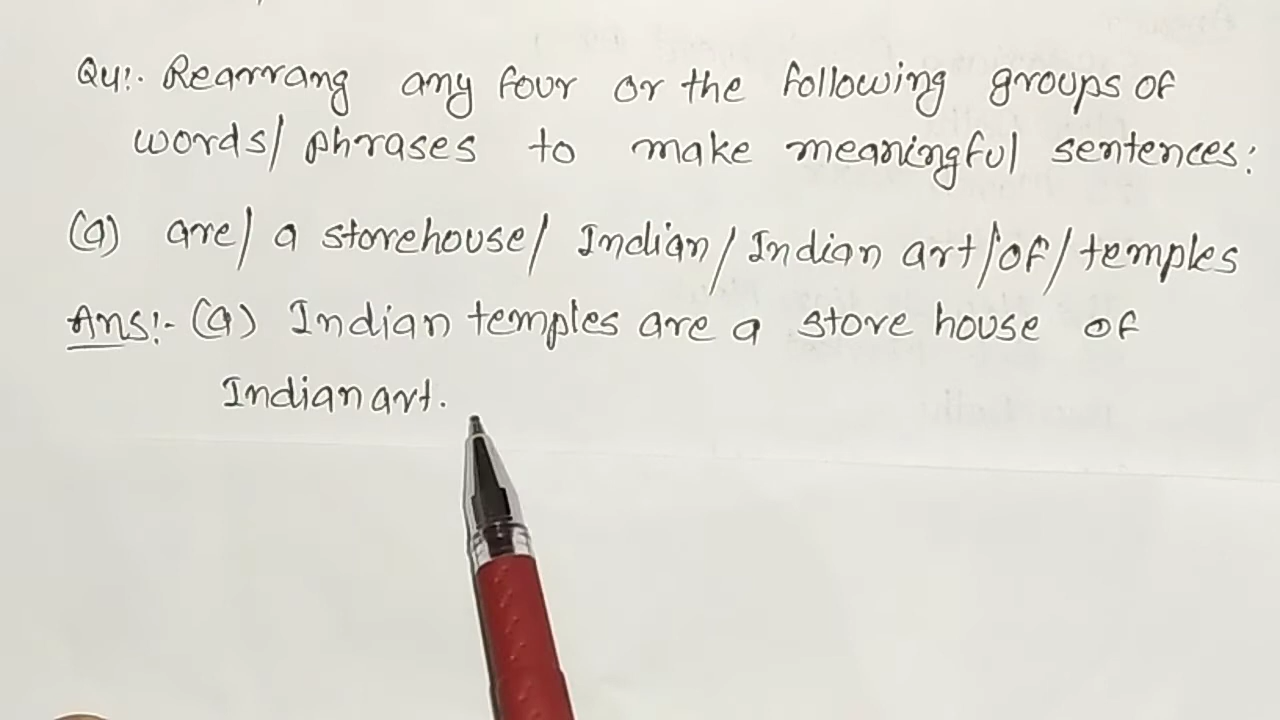 Q4:. Rearrang any four or the following groups of
words/ phrases to make meaningful sentences:
(a) are/ a storehouse/ Indian/ Indian art/of/ temples
Ans:- (a) Indian temples are a store house of
Indian art.